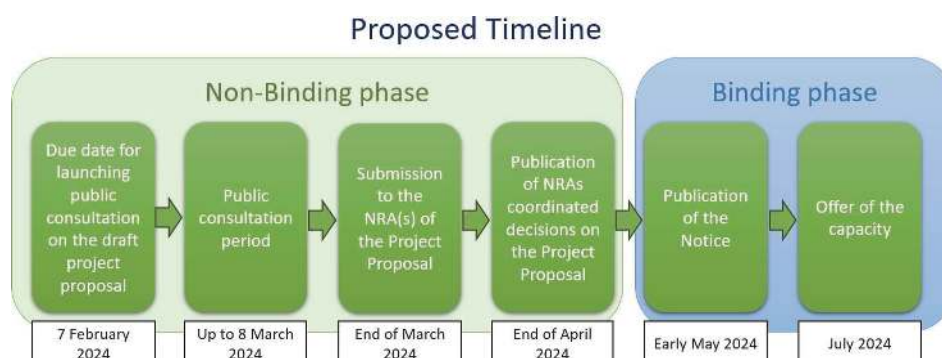 Proposed Timeline
Non-Binding phase
Binding phase
Due date for
launching
public
consultation
on the draft
project
proposal
Public
consultation
period
Submission
to the
NRA(s) of
the Project
Proposal
Publication
of NRAs
coordinated
decisions on
the Project
Proposal
Publication
of the
Notice
Offer of the
capacity
7 February
2024
Up to 8 March
2024
End of March
2024
End of April
2024
Early May 2024
July 2024